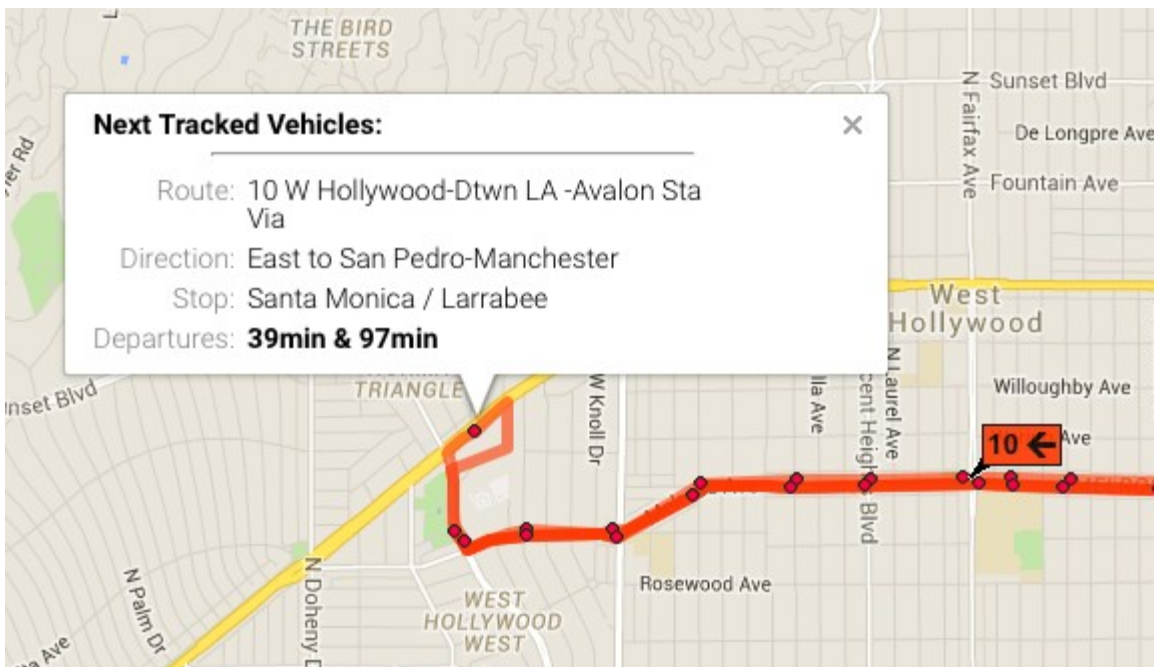 THE BIRD
STREETS
Sunset Blvd
N Fairfax Ave
De Longpre Ave
Fountain Ave
Next Tracked Vehicles:
Route: 10 W Hollywood-Dtwn LA -Avalon Sta
Via
Direction: East to San Pedro-Manchester
Stop: Santa Monica / Larrabee
Departures: 39min & 97min
West
Hollywood
TRIANGLE
W Knoll Dr
N Laurel Ave
Willoughby Ave
Ave
10
Ave
Blvd
Rosewood Ave
N Doheny D
N Palm Dr
WEST
HOLLYWOOD
WEST
Ave